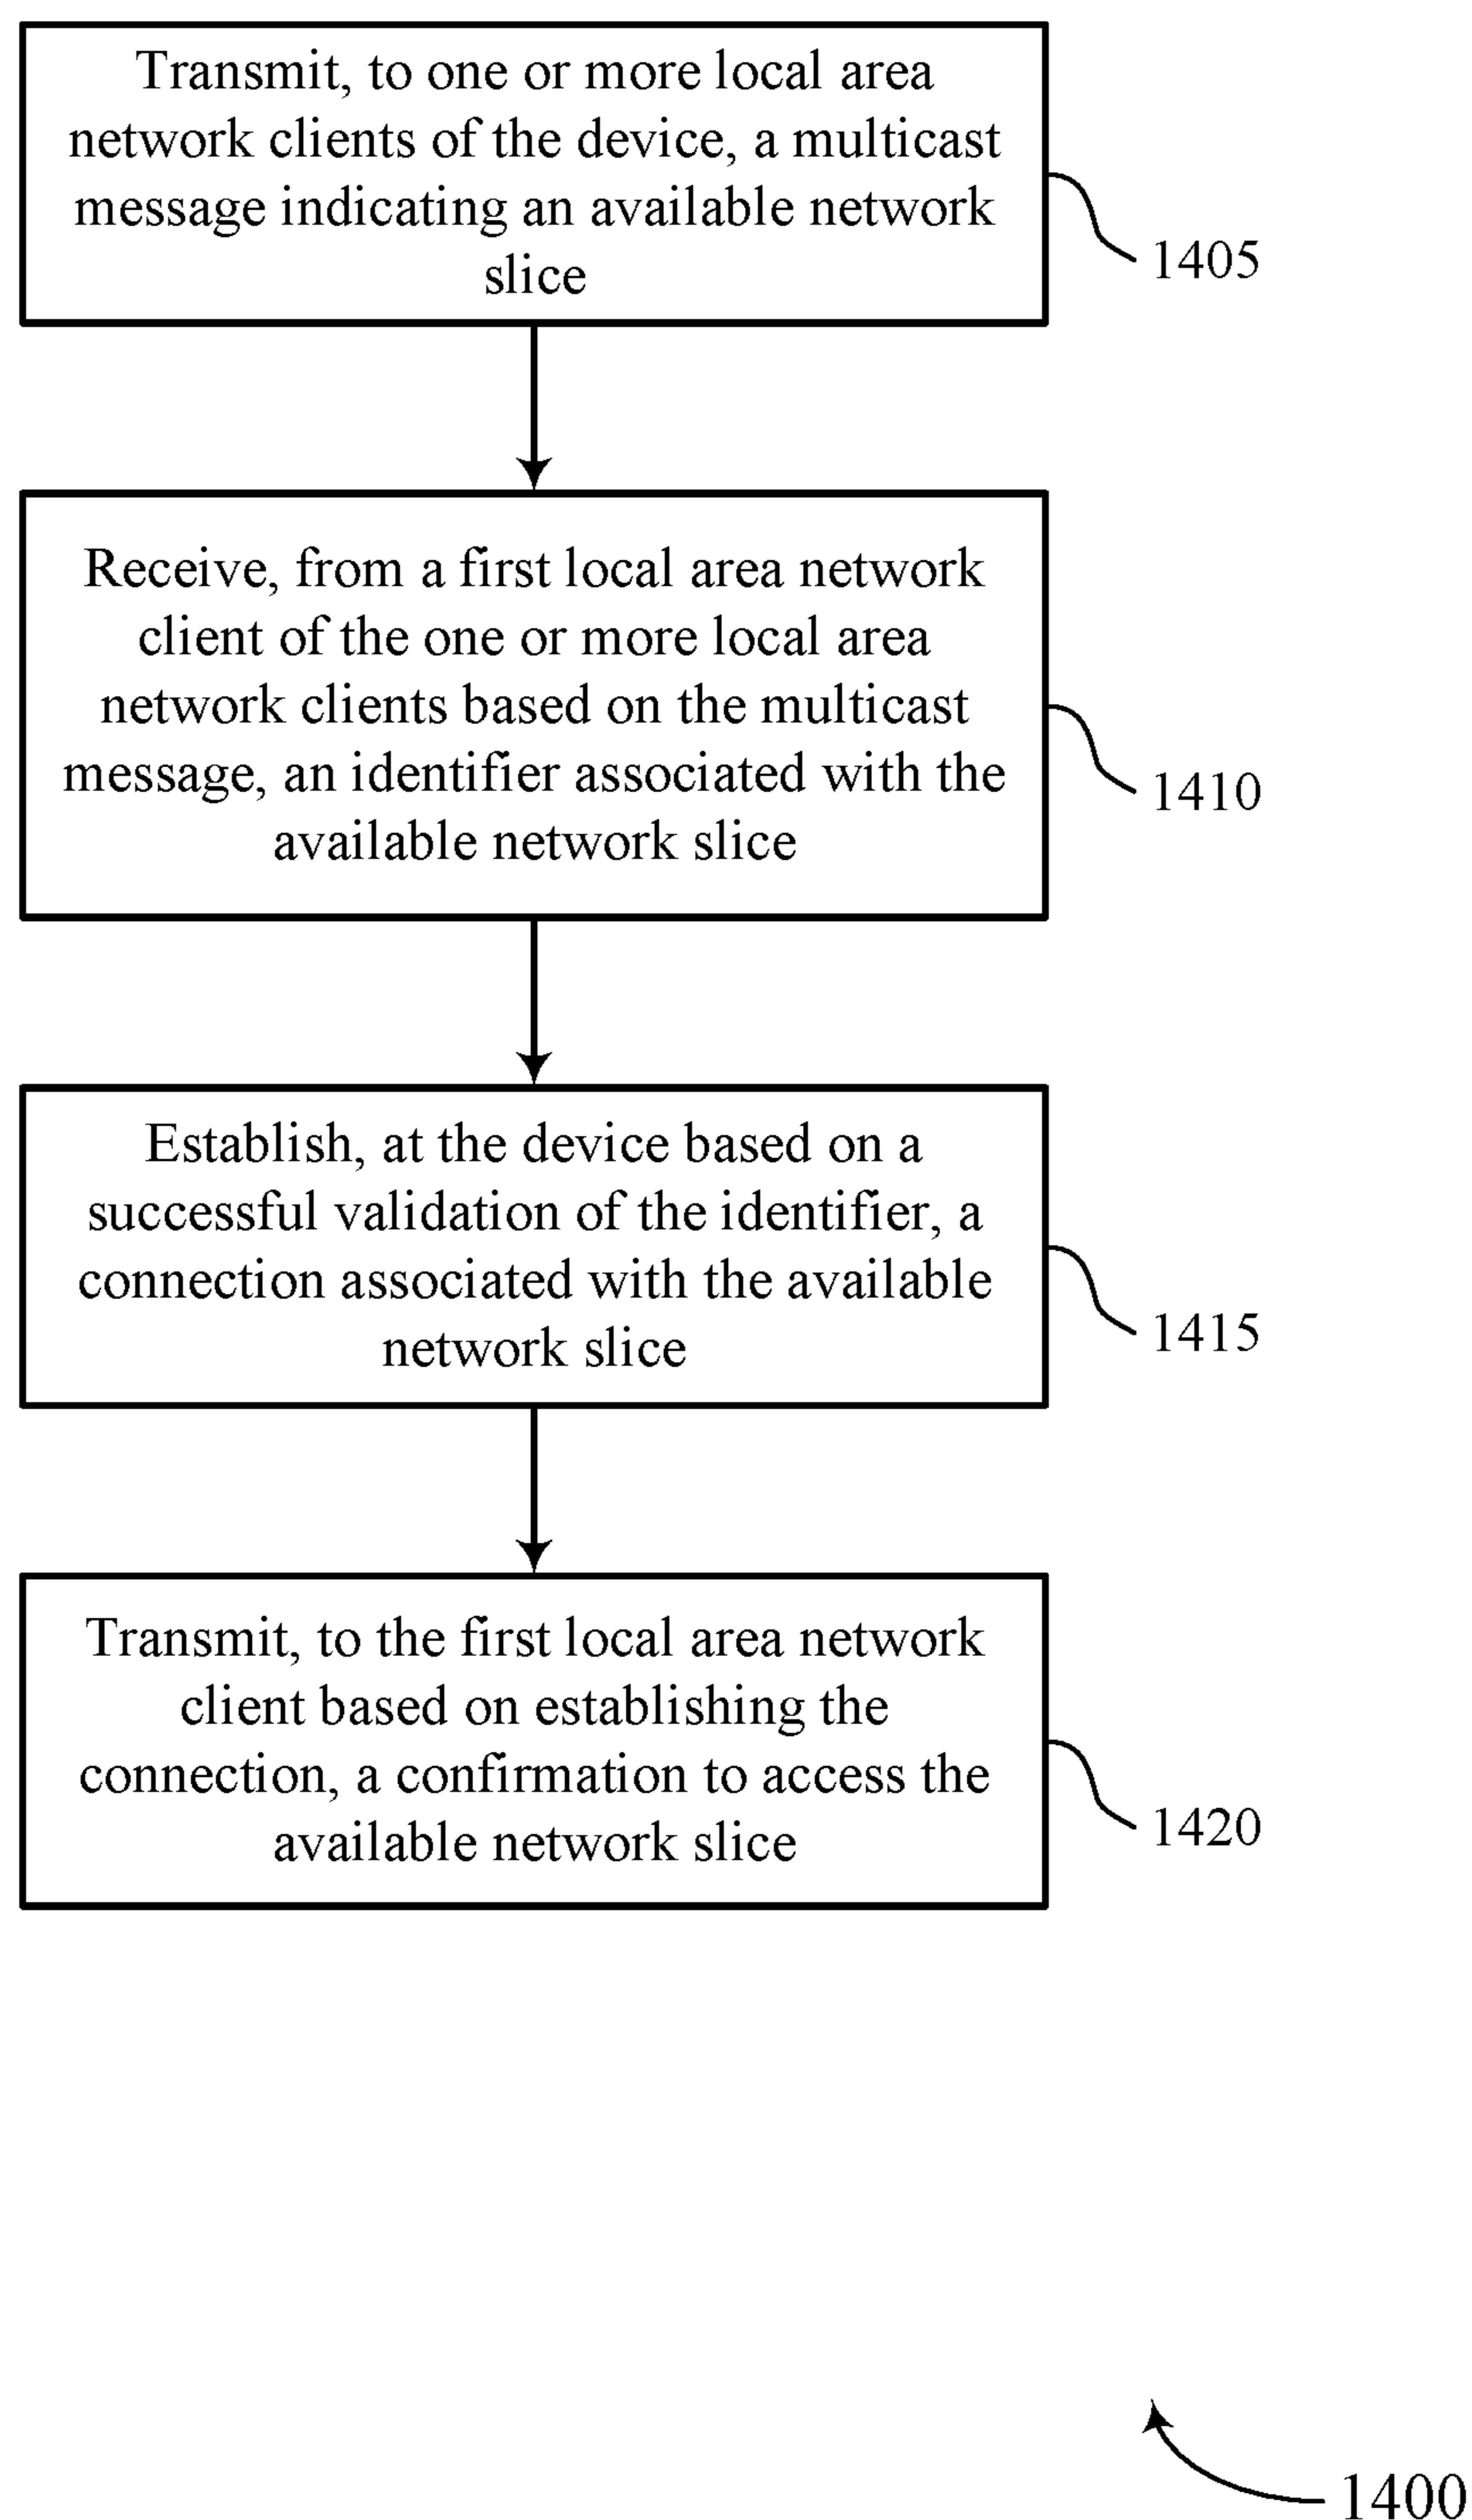 Transmit, to one or more local area
network clients of the device, a multicast
message indicating an available network
slice
1405
Receive, from a first local area network
client of the one or more local area
network clients based on the multicast
message, an identifier associated with the
available network slice
1410
Establish, at the device based on a
successful validation of the identifier, a
connection associated with the available
network slice
1415
Transmit, to the first local area network
client based on establishing the
connection, a confirmation to access the
available network slice
1420
1400